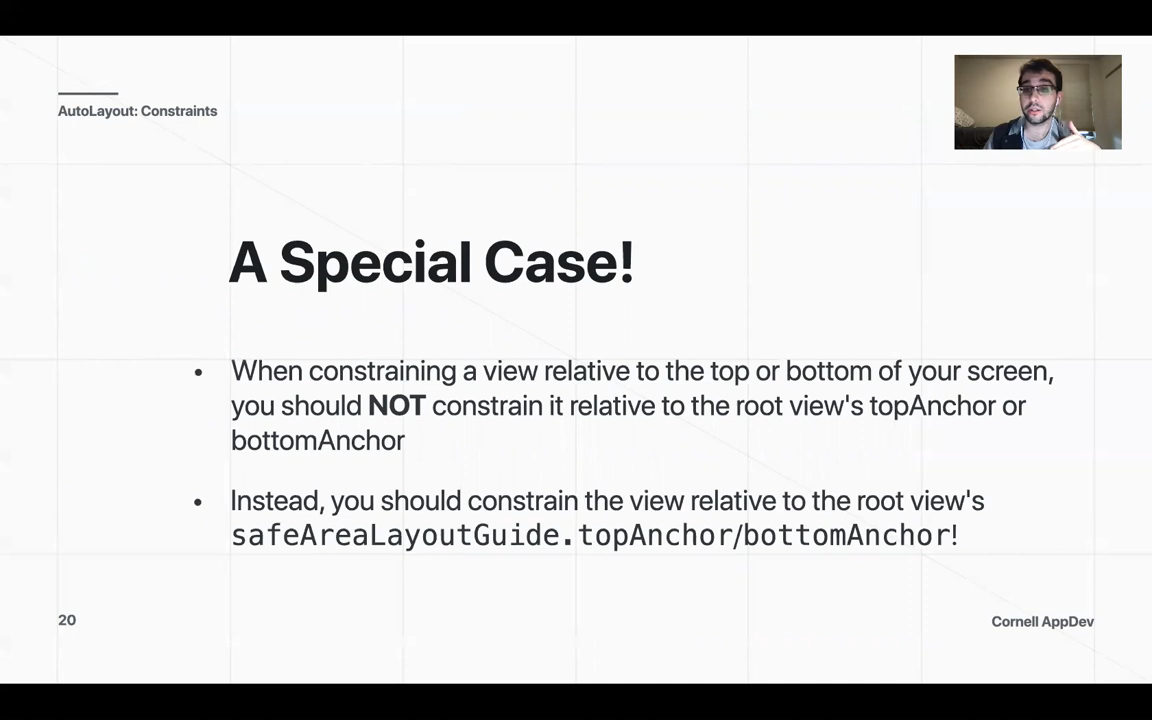 AutoLayout: Constraints
A Special Case!
• When constraining a view relative to the top or bottom of your screen,
you should NOT constrain it relative to the root view's topAnchor or
bottomAnchor
• Instead, you should constrain the view relative to the root view's
safeAreaLayoutGuide.topAnchor/bottomAnchor!
20
Cornell AppDev